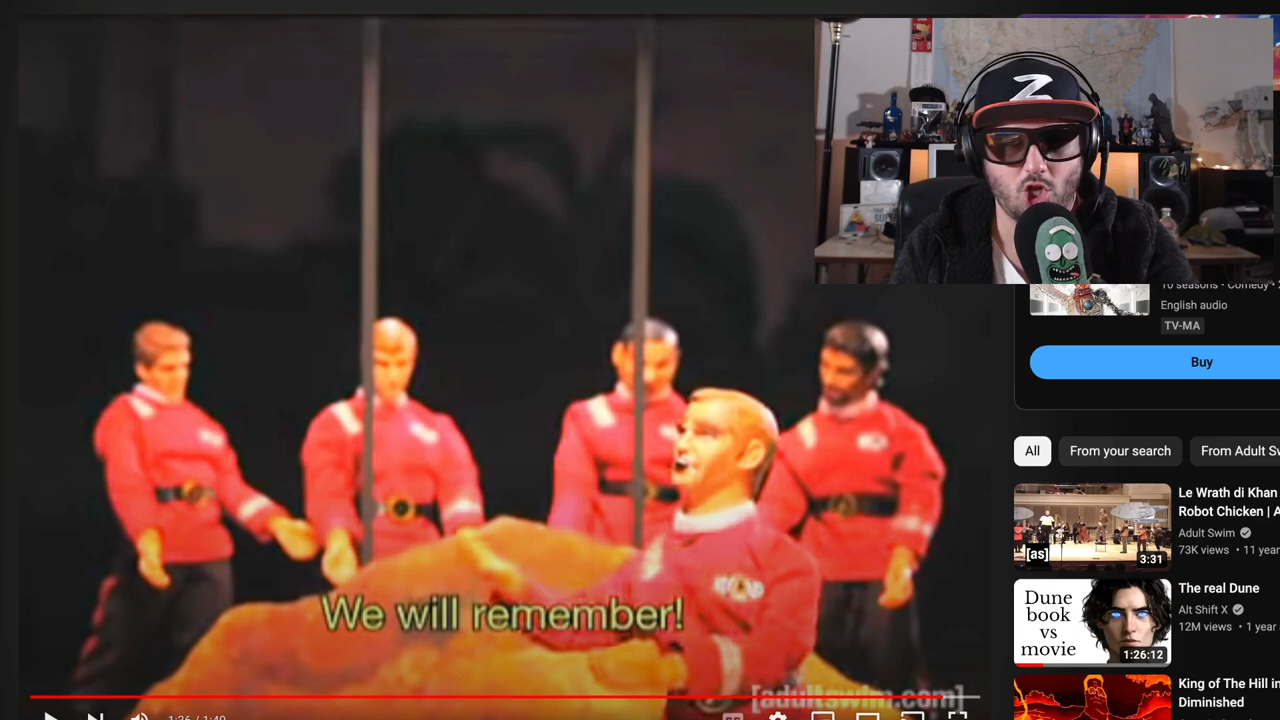 Z
10 seasons • Comedy •
English audio
TV-MA
Buy
All
From your search
From Adult Sw
Le Wrath di Khan
Robot Chicken | A
Adult Swim
73K views • 11 year
[as]
3:31
The real Dune
Alt Shift X
12M views • 1 year
Dune
book
vs
movie
1:26:12
King of The Hill in
Diminished
We will remember!
[adultswim.com]
1:36 / 1:40